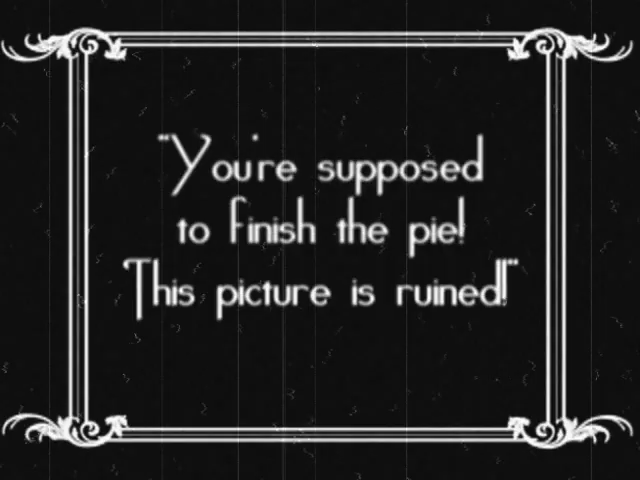 "You're supposed
to finish the pie!
This picture is ruined!"